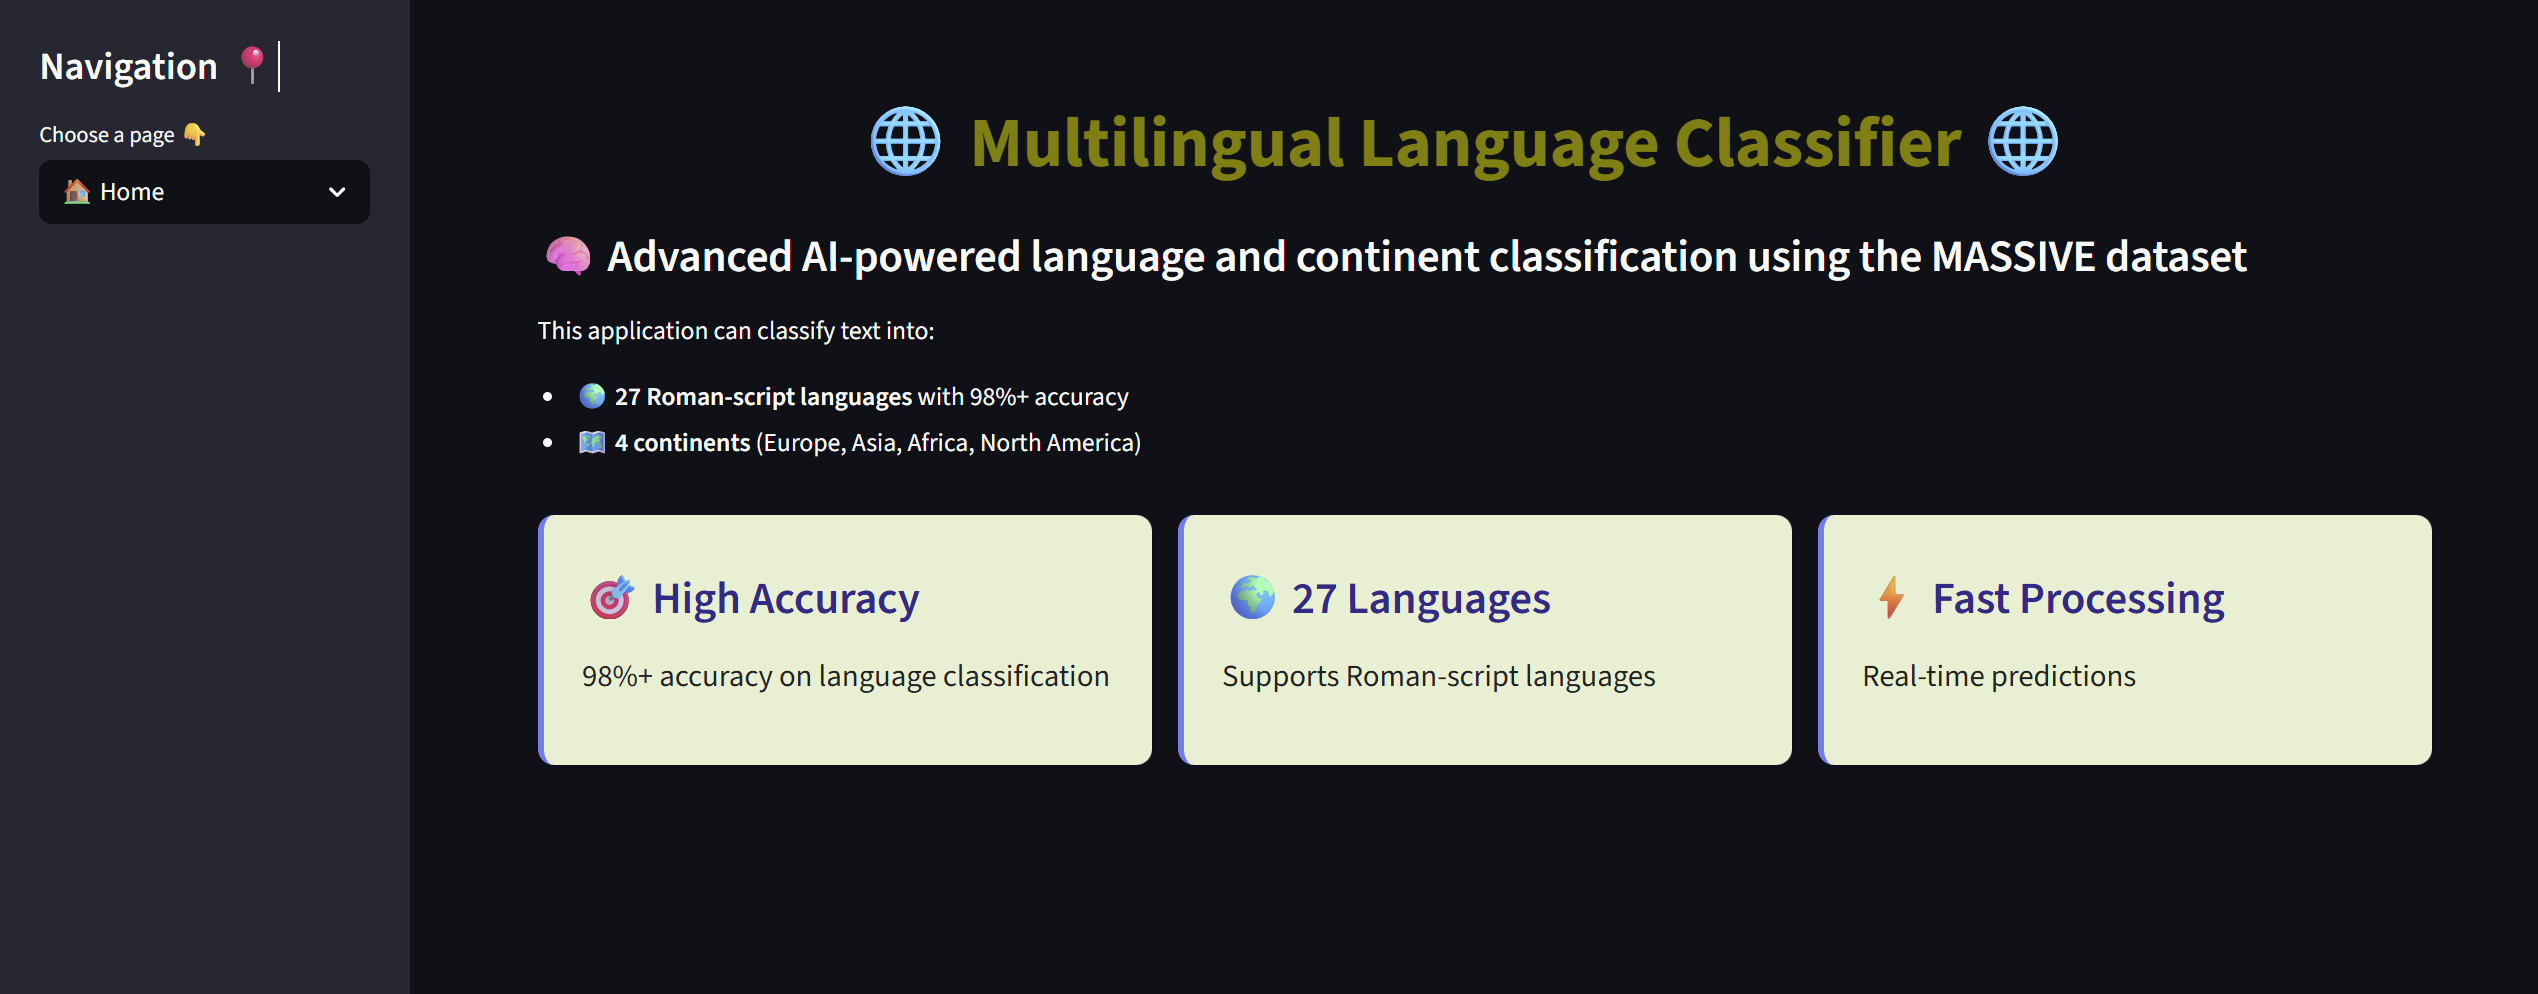 Navigation 📍
Choose a page 👇
🏠 Home
🌐 Multilingual Language Classifier 🌐
🧠 Advanced AI-powered language and continent classification using the MASSIVE dataset
This application can classify text into:
• 🌍 27 Roman-script languages with 98%+ accuracy
• 🗺️ 4 continents (Europe, Asia, Africa, North America)
🎯 High Accuracy
98%+ accuracy on language classification
🌍 27 Languages
Supports Roman-script languages
⚡ Fast Processing
Real-time predictions